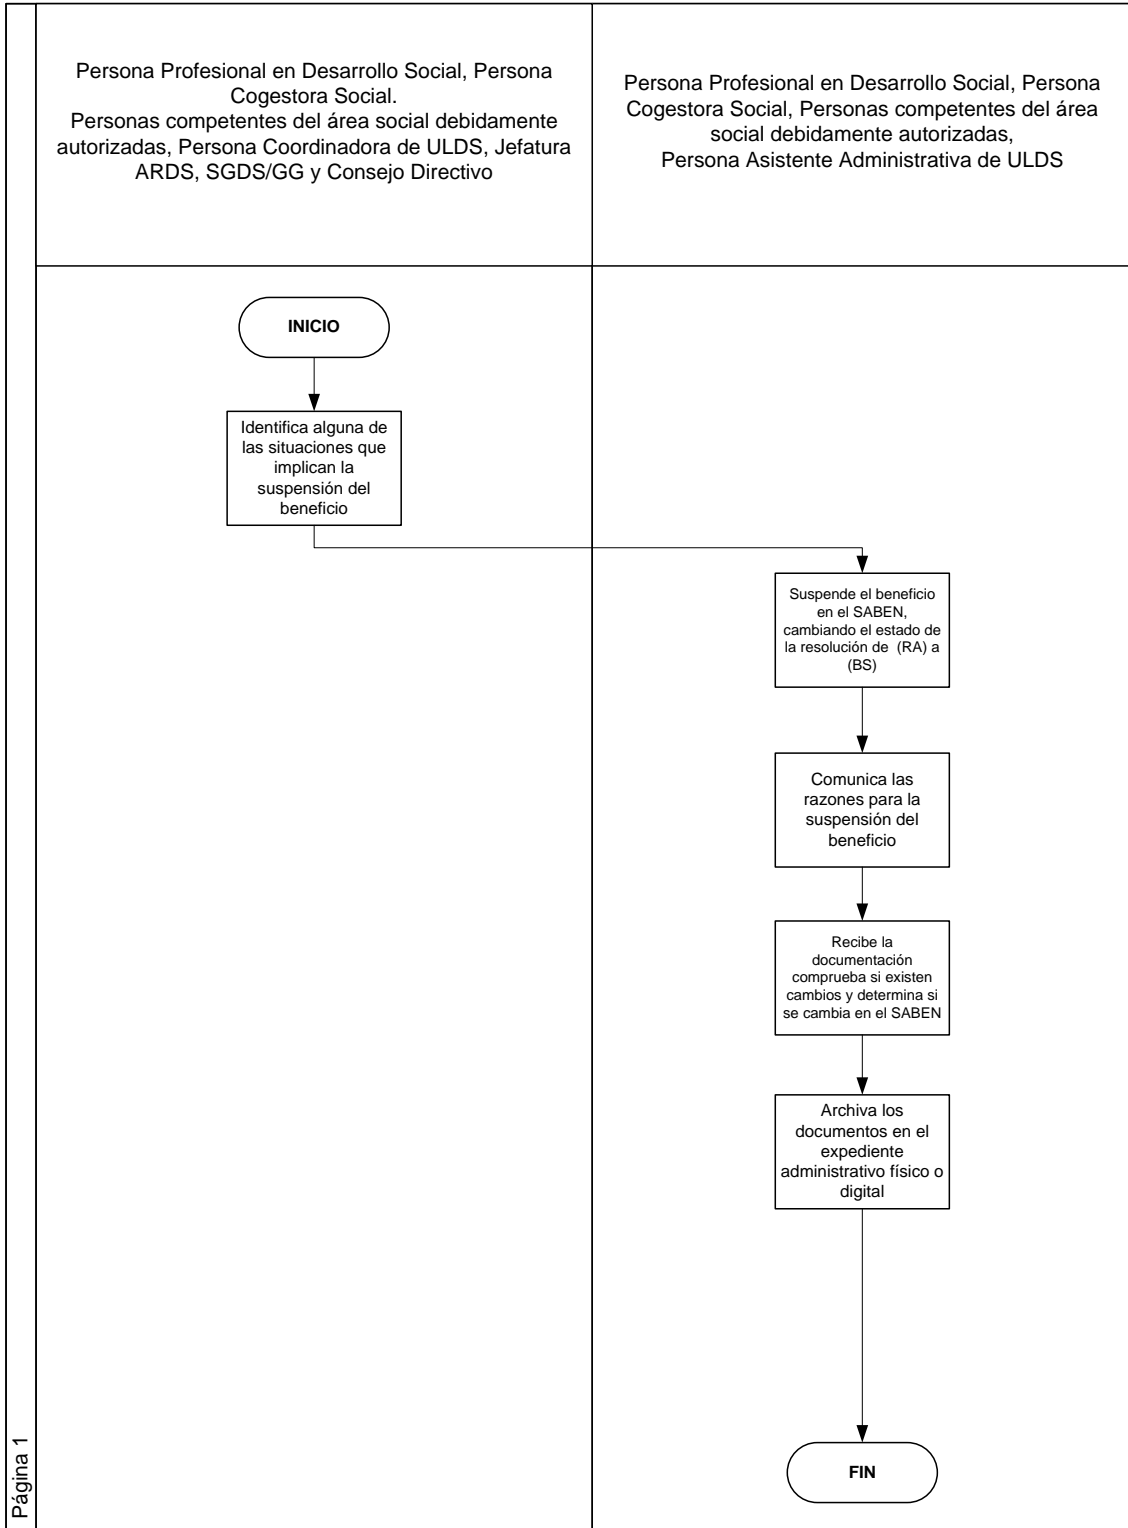 Persona Profesional en Desarrollo Social, Persona
Cogestora Social.
Personas competentes del área social debidamente
autorizadas, Persona Coordinadora de ULDS, Jefatura
ARDS, SGDS/GG y Consejo Directivo
Persona Profesional en Desarrollo Social, Persona
Cogestora Social, Personas competentes del área
social debidamente autorizadas,
Persona Asistente Administrativa de ULDS
INICIO
Identifica alguna de
las situaciones que
implican la
suspensión del
beneficio
Suspende el beneficio
en el SABEN,
cambiando el estado de
la resolución de (RA) a
(BS)
Comunica las
razones para la
suspensión del
beneficio
Recibe la
documentación
comprueba si existen
cambios y determina si
se cambia en el SABEN
Archiva los
documentos en el
expediente
administrativo físico o
digital
FIN
Página 1